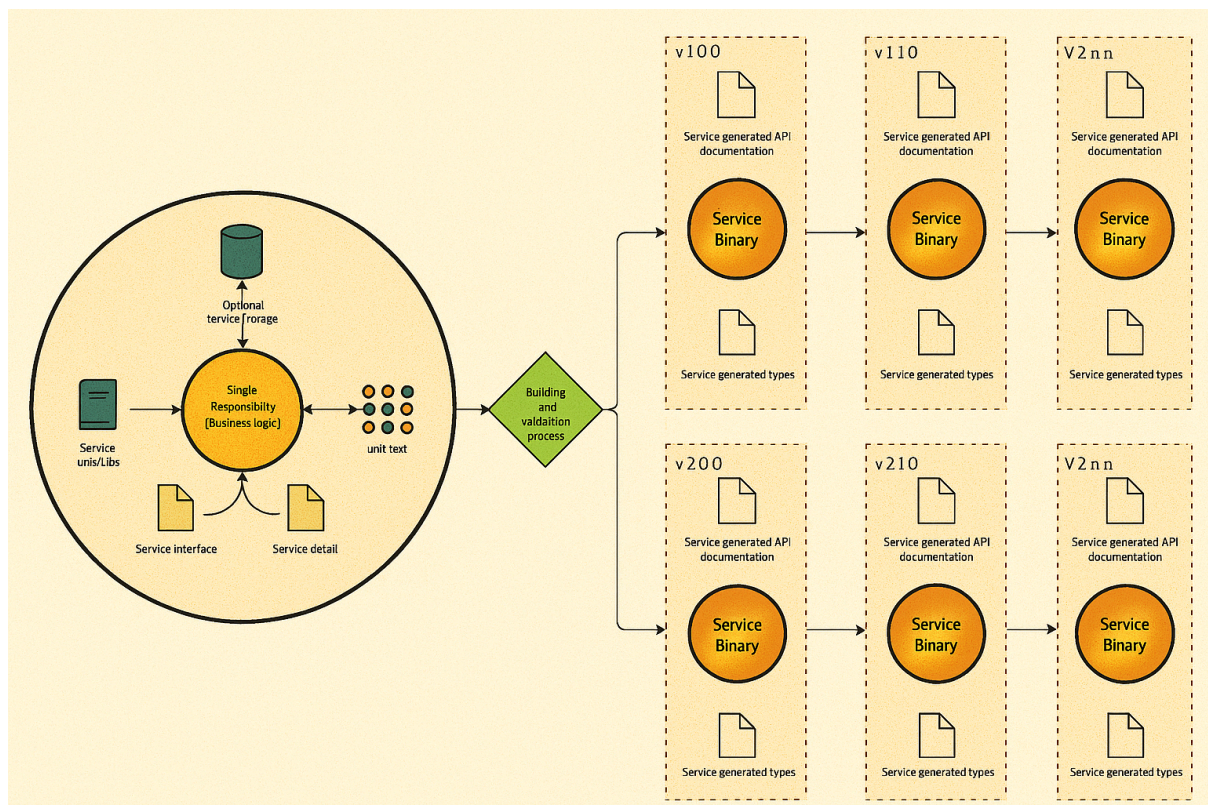 Optional
tervice rorage
Single
Responsibilty
[Business logic]
Service
unis/Libs
unit text
Service interface
Service detail
Building
and
valdaition
process
v100
Service generated API
documentation
Service
Binary
Service generated types
v110
Service generated API
documentation
Service
Binary
Service generated types
V2nn
Service generated API
documentation
Service
Binary
Service generated types
v200
Service generated API
documentation
Service
Binary
Service generated types
v210
Service generated API
documentation
Service
Binary
Service generated types
V2nn
Service generated API
documentation
Service
Binary
Service generated types